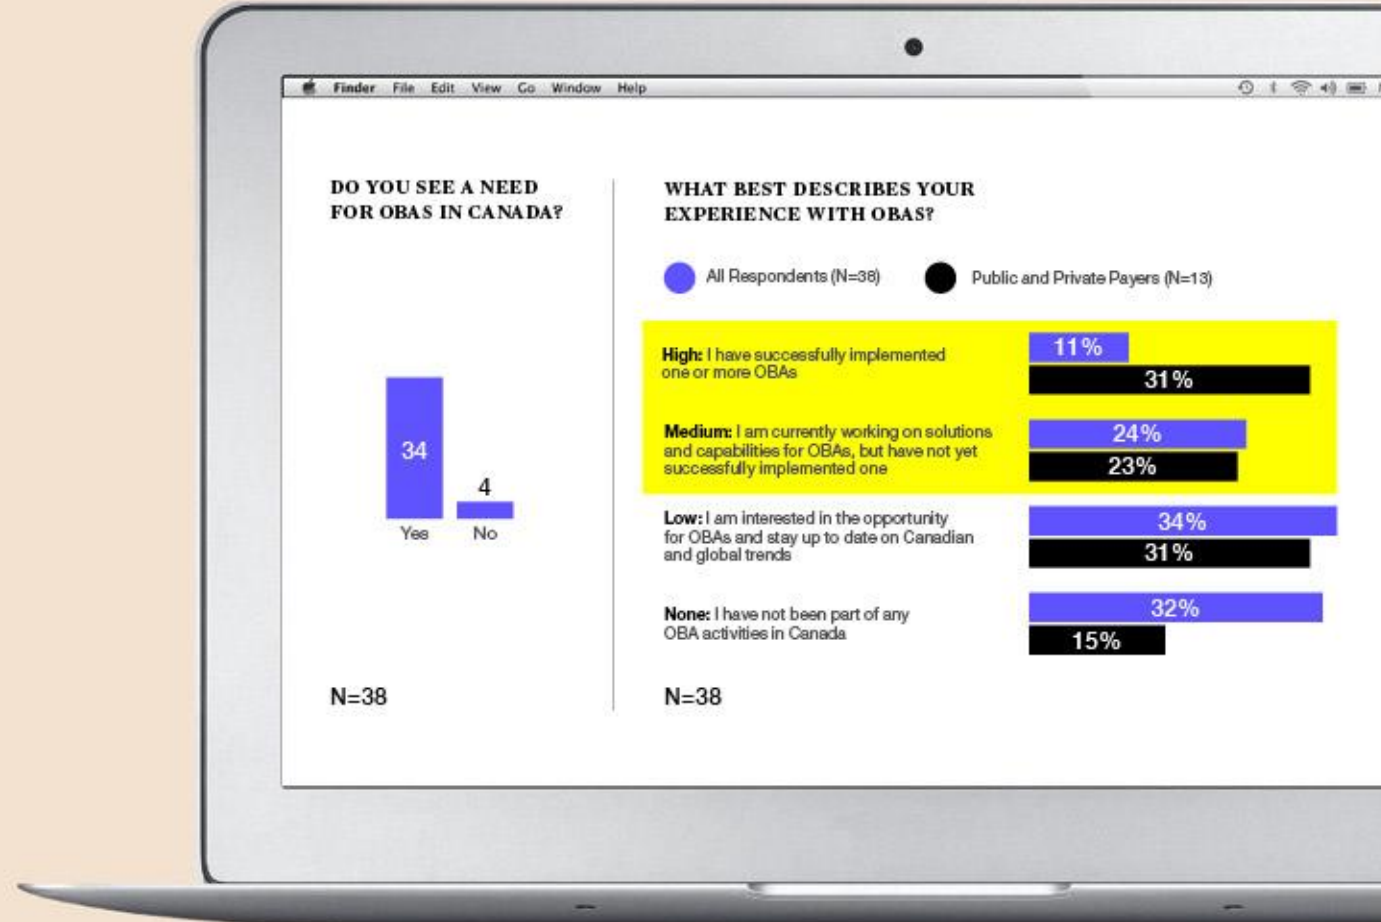 Finder File Edit View Go Window Help
DO YOU SEE A NEED
FOR OBAS IN CANADA?
34
4
Yes
No
N=38
WHAT BEST DESCRIBES YOUR
EXPERIENCE WITH OBAS?
All Respondents (N=38)
Public and Private Payers (N=13)
High: I have successfully implemented
one or more OBAs
11%
31%
Medium: I am currently working on solutions
and capabilities for OBAs, but have not yet
successfully implemented one
24%
23%
Low: I am interested in the opportunity
for OBAs and stay up to date on Canadian
and global trends
34%
31%
None: I have not been part of any
OBA activities in Canada
32%
15%
N=38